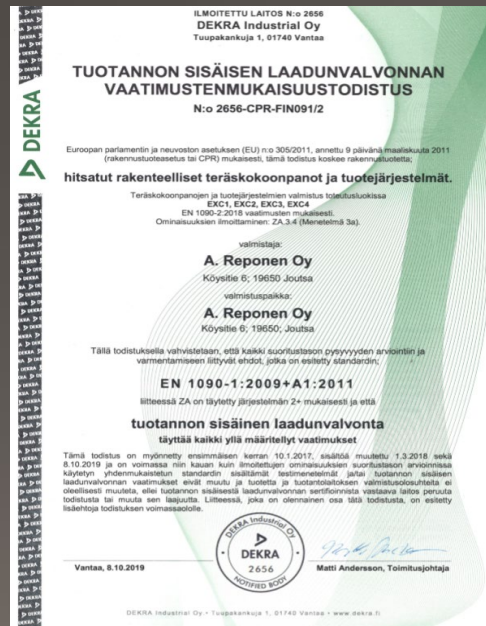 ILMOITETTU LAITOS N:o 2656
DEKRA Industrial Oy
Tuupakankuja 1, 01740 Vantaa
DEKRA
TUOTANNON SISÄISEN LAADUNVALVONNAN
VAATIMUSTENMUKAISUUSTODISTUS
N:o 2656-CPR-FIN091/2
Euroopan parlamentin ja neuvoston asetuksen (EU) n:o 305/2011, annettu 9 päivänä maaliskuuta 2011
(rakennustuoteasetus tai CPR) mukaisesti, tämä todistus koskee rakennustuotetta;
hitsatut rakenteelliset teräskokoonpanot ja tuotejärjestelmät.
Teräskokoonpanojen ja tuotejärjestelmien valmistus toteutusluokissa
EXC1, EXC2, EXC3, EXC4
EN 1090-2:2018 vaatimusten mukaisesti.
Ominaisuuksien ilmoittaminen: ZA.3.4 (Menetelmä 3a).
valmistaja:
A. Reponen Oy
Köysitie 6; 19650 Joutsa
valmistuspaikka:
A. Reponen Oy
Köysitie 6; 19650; Joutsa
Tällä todistuksella vahvistetaan, että kaikki suoritustason pysyvyyden arviointiin ja
varmentamiseen liittyvät ehdot, jotka on esitetty standardin;
EN 1090-1:2009+A1:2011
liitteessä ZA on täytetty järjestelmän 2+ mukaisesti ja että
tuotannon sisäinen laadunvalvonta
täyttää kaikki yllä määritellyt vaatimukset
Tämä todistus on myönnetty ensimmäisen kerran 10.1.2017, sisältöä muutettu 1.3.2018 sekä
8.10.2019 ja on voimassa niin kauan kuin ilmoitettujen ominaisuuksien suoritustason arvioinnissa
käytetyn yhdenmukaistetun standardin sisältämät testimenetelmät ja/tai tuotannon sisäisen
laadunvalvonnan vaatimukset eivät muutu ja tuotetta ja tuotantolaitoksen valmistusolosuhteita ei
oleellisesti muuteta, ellei tuotannon sisäisestä laadunvalvonnan sertifioinnista vastaava laitos peruuta
todistusta tai muuta sen laajuutta. Liitteessä, joka on olennainen osa tätä todistusta, on esitetty
lisäehtoja todistuksen voimassaololle.
DEKRA Industrial Oy
DEKRA
2656
NOTIFIED BODY
Vantaa, 8.10.2019
Matti Andersson, Toimitusjohtaja
DEKRA Industrial Oy • Tuupakankuja 1, 01740 Vantaa • www.dekra.fi